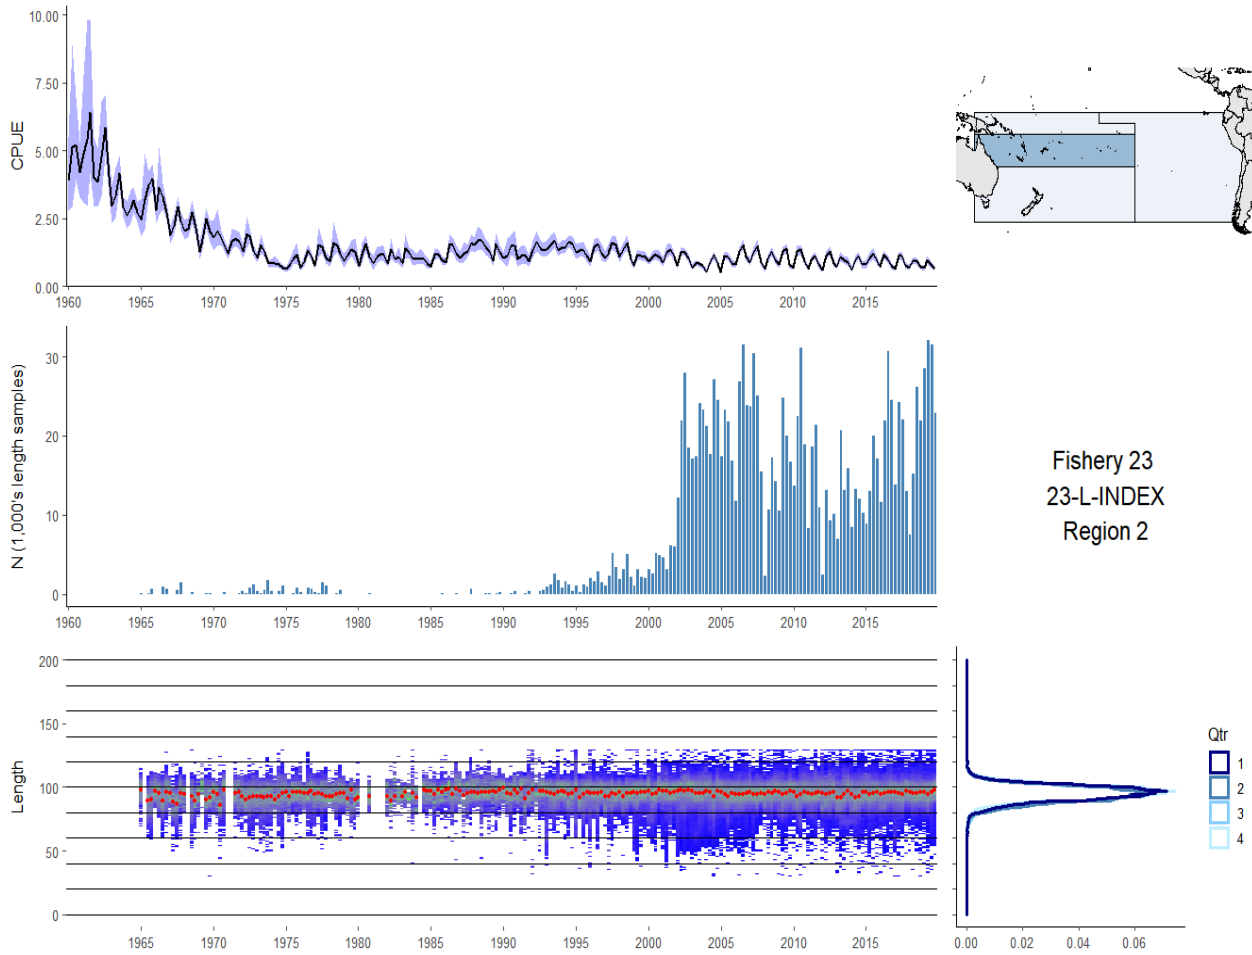 10.00
7.50
5.00
2.50
0.00
CPUE
1960 1965 1970 1975 1980 1985 1990 1995 2000 2005 2010 2015
30
20
10
0
N (1,000's length samples)
1960 1965 1970 1975 1980 1985 1990 1995 2000 2005 2010 2015
Fishery 23
23-L-INDEX
Region 2
200
150
100
50
0
Length
1965 1970 1975 1980 1985 1990 1995 2000 2005 2010 2015
0.00 0.02 0.04 0.06
Qtr
1
2
3
4